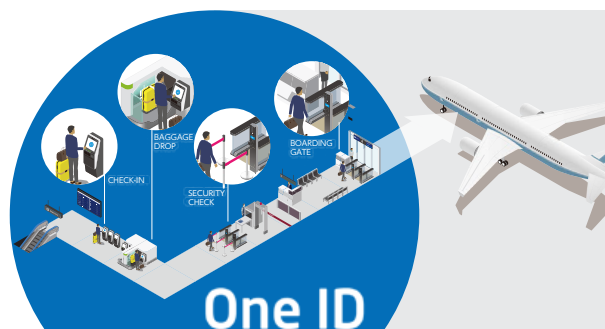 CHECK-IN
BAGGAGE
DROP
SECURITY
CHECK
BOARDING
GATE
One ID